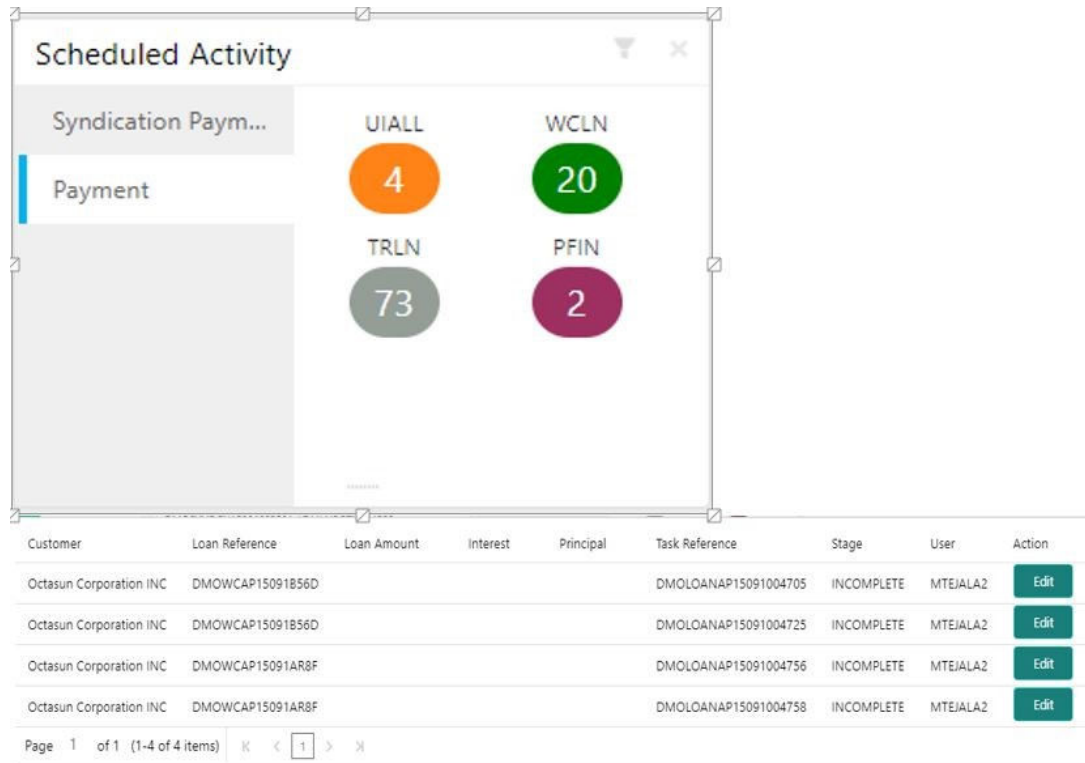 Scheduled Activity
Syndication Paym...
Payment
UIALL WCLN
4 20
TRLN PFIN
73 2
Customer Loan Reference Loan Amount Interest Principal Task Reference Stage User Action
Octasun Corporation INC DMOWCAP15091B56D DMOLOANAP15091004705 INCOMPLETE MTEJALA2 Edit
Octasun Corporation INC DMOWCAP15091B56D DMOLOANAP15091004725 INCOMPLETE MTEJALA2 Edit
Octasun Corporation INC DMOWCAP15091AR8F DMOLOANAP15091004756 INCOMPLETE MTEJALA2 Edit
Octasun Corporation INC DMOWCAP15091AR8F DMOLOANAP15091004758 INCOMPLETE MTEJALA2 Edit
Page 1 of 1 (1-4 of 4 items) 1